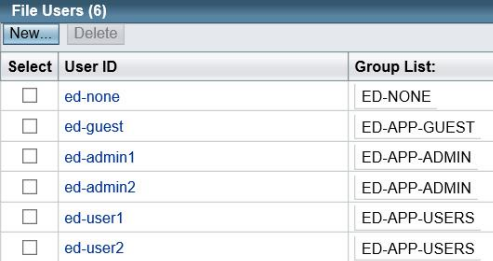 File Users (6)
New... Delete
Select User ID Group List:
ed-none ED-NONE
ed-guest ED-APP-GUEST
ed-admin1 ED-APP-ADMIN
ed-admin2 ED-APP-ADMIN
ed-user1 ED-APP-USERS
ed-user2 ED-APP-USERS